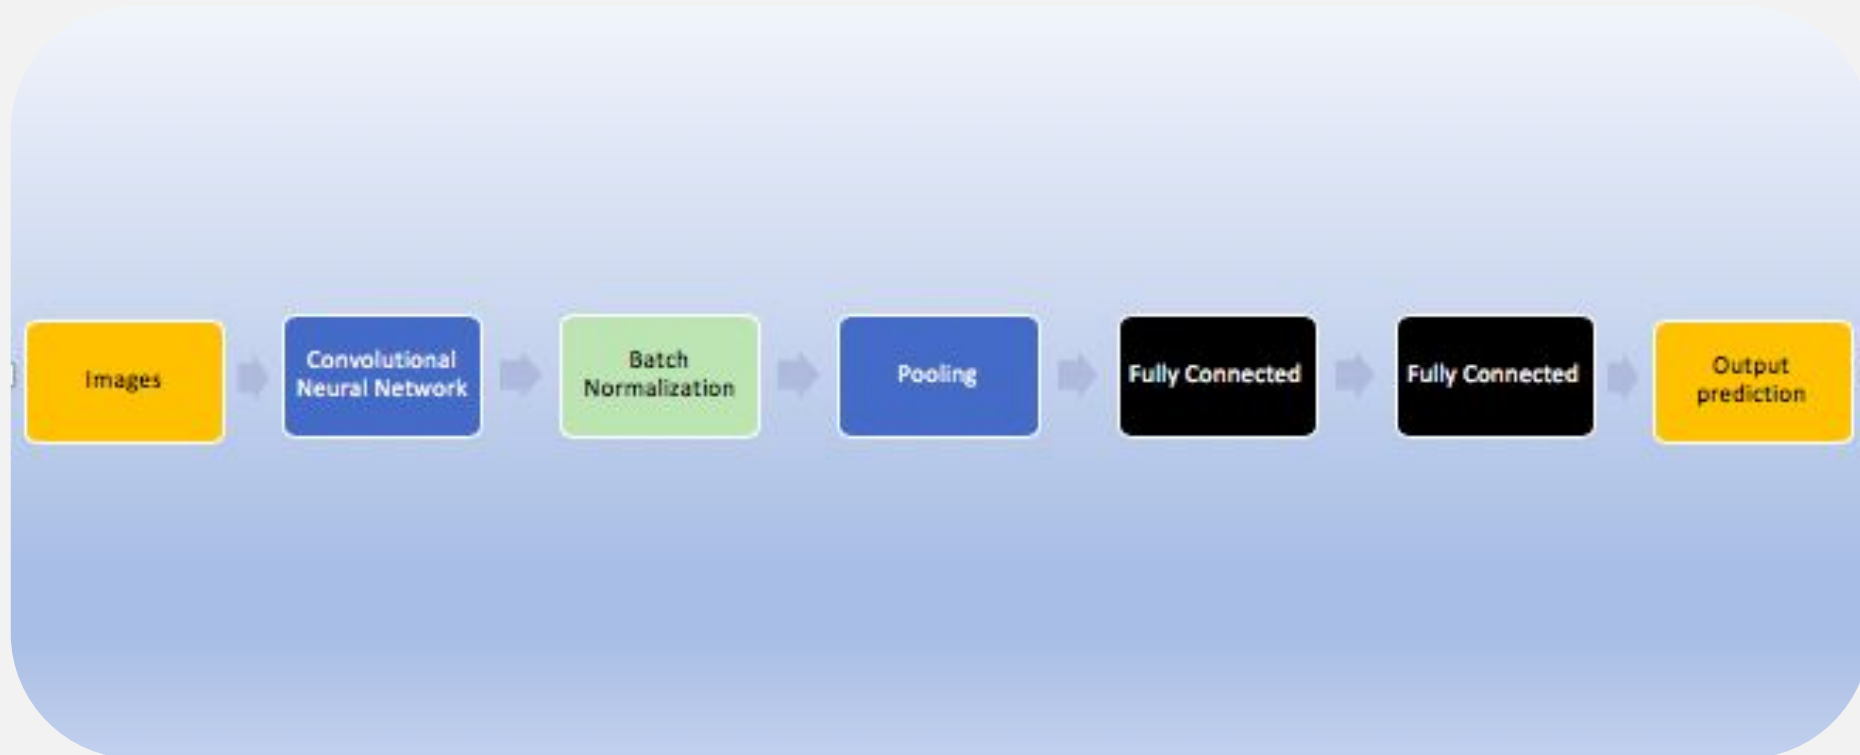 Images
Convolutional
Neural Network
Batch
Normalization
Pooling
Fully Connected
Fully Connected
Output
prediction